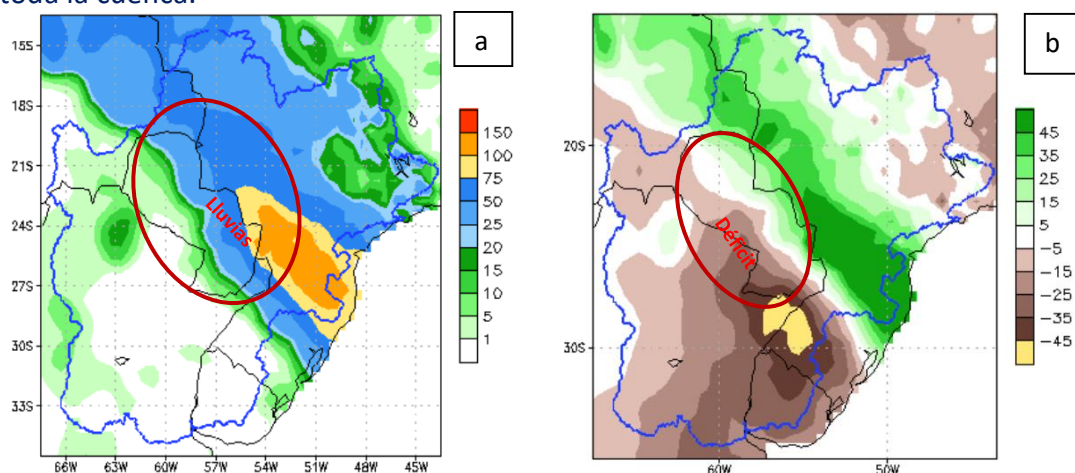 toda la cuenca.
a
15S
18S
21S
24S
27S
30S
33S
66W 63W 60W 57W 54W 51W 48W 45W
Lluvias
150
100
75
50
25
20
15
10
5
1
b
20S
30S
60W 50W
Déficit
45
35
25
15
5
−5
−15
−25
−35
−45